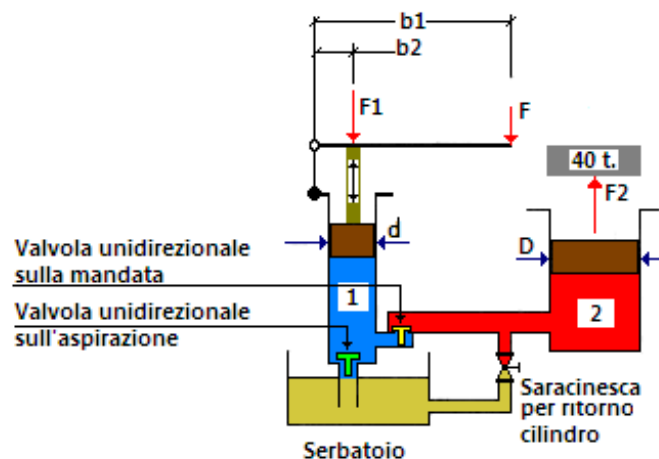 b1
b2
F1
F
40 t.
F2
d
D
Valvola unidirezionale
sulla mandata
1
2
Valvola unidirezionale
sull'aspirazione
Saracinesca
per ritorno
cilindro
Serbatoio